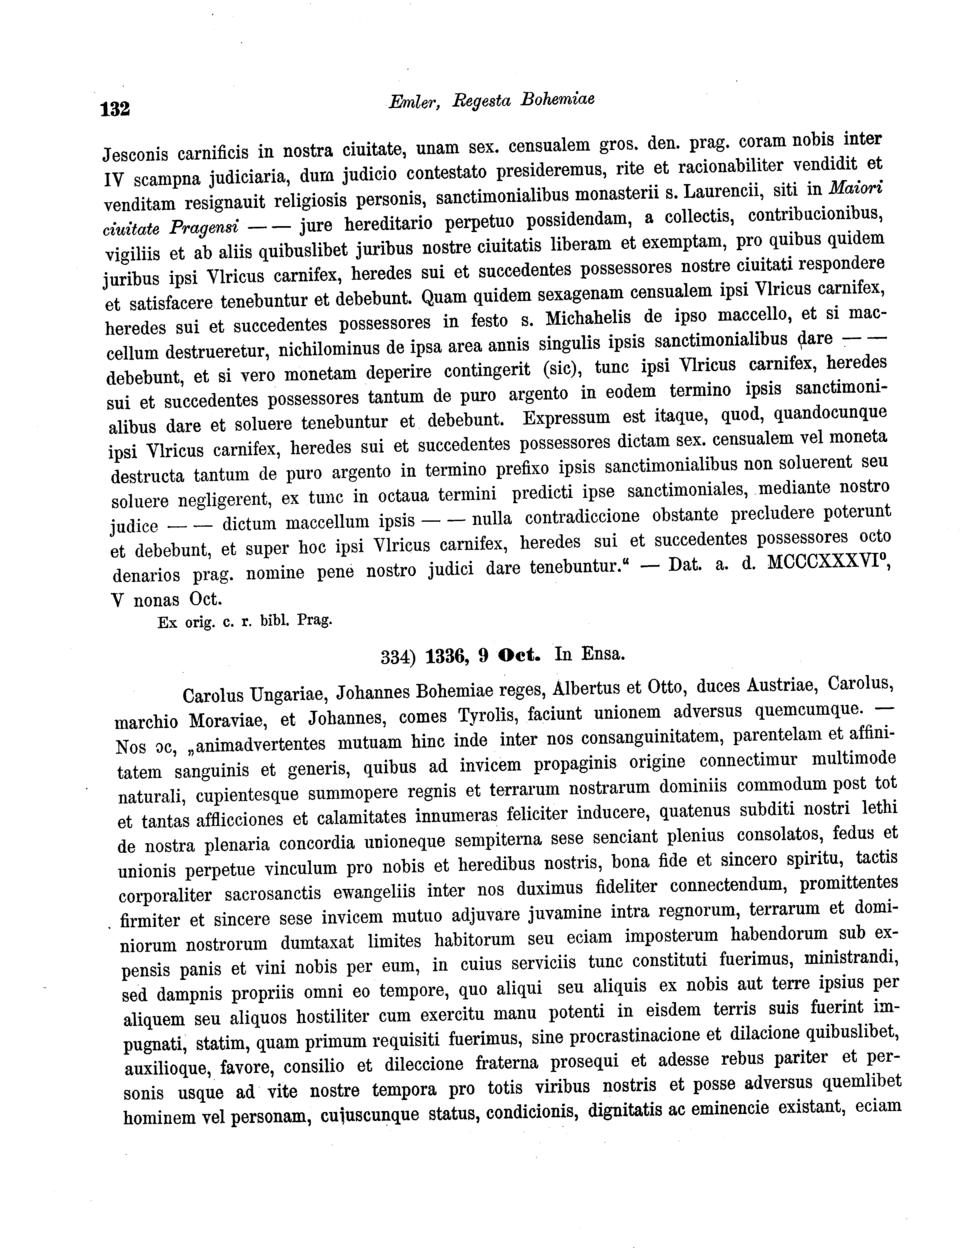 132
Emler, Regesta Bohemiae
Jesconis carnificis in nostra ciuitate, unam sex. censualem gros. den. prag. coram nobis inter
IV scampna judiciaria, dum judicio contestato presideremus, rite et racionabiliter vendidit et
venditam resignauit religiosis personis, sanctimonialibus monasterii s. Laurencii, siti in Maiori
ciuitate Pragensi — — jure hereditario perpetuo possidendam, a collectis, contribucionibus,
vigiliis et ab aliis quibuslibet juribus nostre ciuitatis liberam et exemptam, pro quibus quidem
juribus ipsi Vlricus carnifex, heredes sui et succedentes possessores nostre ciuitati respondere
et satisfacere tenebuntur et debebunt. Quam quidem sexagenam censualem ipsi Vlricus carnifex,
heredes sui et succedentes possessores in festo s. Michahelis de ipso maccello, et si mac-
cellum destrueretur, nichilominus de ipsa area annis singulis ipsis sanctimonialibus dare — —
debebunt, et si vero monetam deperire contingerit (sic), tunc ipsi Vlricus carnifex, heredes
sui et succedentes possessores tantum de puro argento in eodem termino ipsis sanctimoni-
alibus dare et soluere tenebuntur et debebunt. Expressum est itaque, quod, quandocunque
ipsi Vlricus carnifex, heredes sui et succedentes possessores dictam sex. censualem vel moneta
destructa tantum de puro argento in termino prefixo ipsis sanctimonialibus non soluerent seu
soluere negligerent, ex tunc in octaua termini predicti ipse sanctimoniales, mediante nostro
judice — — dictum maccellum ipsis — — nulla contradiccione obstante precludere poterunt
et debebunt, et super hoc ipsi Vlricus carnifex, heredes sui et succedentes possessores octo
denarios prag. nomine pene nostro judici dare tenebuntur.“ — Dat. a. d. MCCCXXXVI⁰,
V nonas Oct.
Ex orig. c. r. bibl. Prag.
334) 1336, 9 Oct. In Ensa.
Carolus Ungariae, Johannes Bohemiae reges, Albertus et Otto, duces Austriae, Carolus,
marchio Moraviae, et Johannes, comes Tyrolis, faciunt unionem adversus quemcumque. —
Nos ɔc, „animadvertentes mutuam hinc inde inter nos consanguinitatem, parentelam et affini-
tatem sanguinis et generis, quibus ad invicem propaginis origine connectimur multimode
naturali, cupientesque summopere regnis et terrarum nostrarum dominiis commodum post tot
et tantas afflicciones et calamitates innumeras feliciter inducere, quatenus subditi nostri lethi
de nostra plenaria concordia unioneque sempiterna sese senciant plenius consolatos, fedus et
unionis perpetue vinculum pro nobis et heredibus nostris, bona fide et sincero spiritu, tactis
corporaliter sacrosanctis ewangeliis inter nos duximus fideliter connectendum, promittentes
firmiter et sincere sese invicem mutuo adjuvare juvamine intra regnorum, terrarum et domi-
niorum nostrorum dumtaxat limites habitorum seu eciam imposterum habendorum sub ex-
pensis panis et vini nobis per eum, in cuius serviciis tunc constituti fuerimus, ministrandi,
sed dampnis propriis omni eo tempore, quo aliqui seu aliquis ex nobis aut terre ipsius per
aliquem seu aliquos hostiliter cum exercitu manu potenti in eisdem terris suis fuerint im-
pugnati, statim, quam primum requisiti fuerimus, sine procrastinacione et dilacione quibuslibet,
auxilioque, favore, consilio et dileccione fraterna prosequi et adesse rebus pariter et per-
sonis usque ad vite nostre tempora pro totis viribus nostris et posse adversus quemlibet
hominem vel personam, cujuscunque status, condicionis, dignitatis ac eminencie existant, eciam